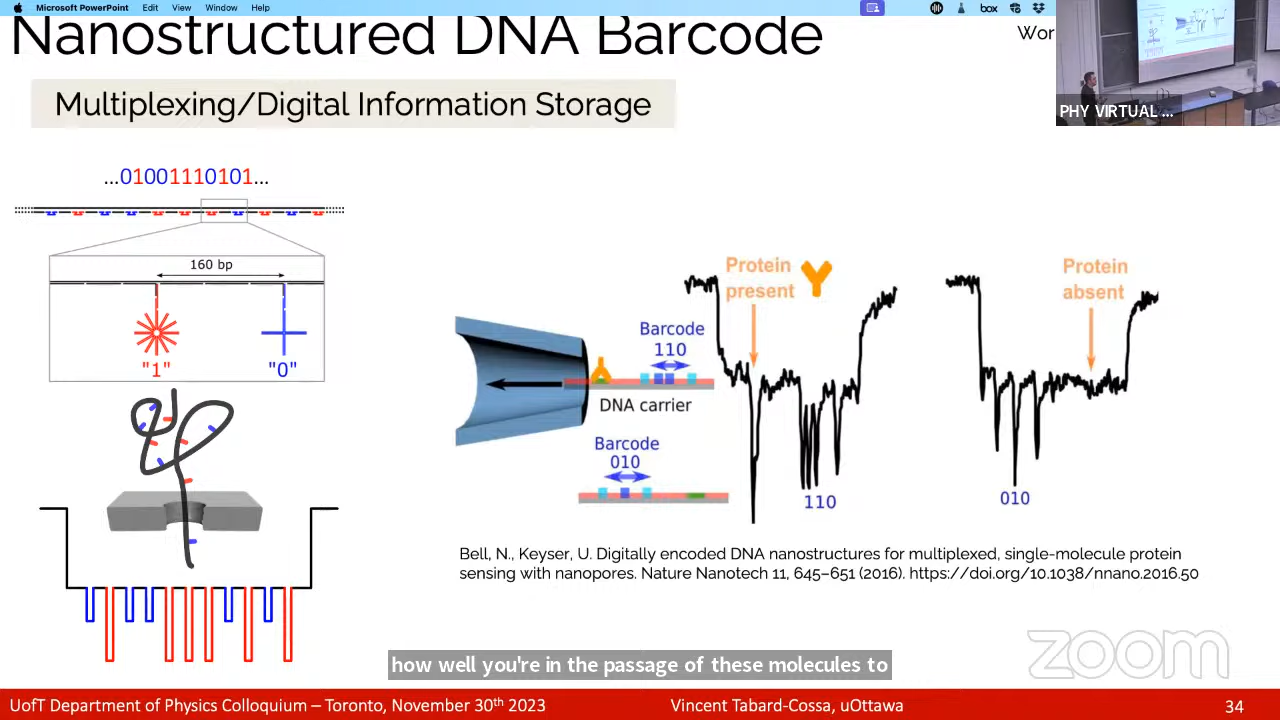 Microsoft PowerPoint File Edit View Window Help
box
Nanostructured DNA Barcode
Wor
PHY VIRTUAL ...
Multiplexing/Digital Information Storage
...01001110101...
160 bp
"1"
"0"
Protein
present
Protein
absent
Barcode
110
DNA carrier
Barcode
010
110
010
Bell, N., Keyser, U. Digitally encoded DNA nanostructures for multiplexed, single-molecule protein
sensing with nanopores. Nature Nanotech 11, 645–651 (2016). https://doi.org/10.1038/nnano.2016.50
how well you're in the passage of these molecules to
zoom
UofT Department of Physics Colloquium – Toronto, November 30th 2023
Vincent Tabard-Cossa, uOttawa
34